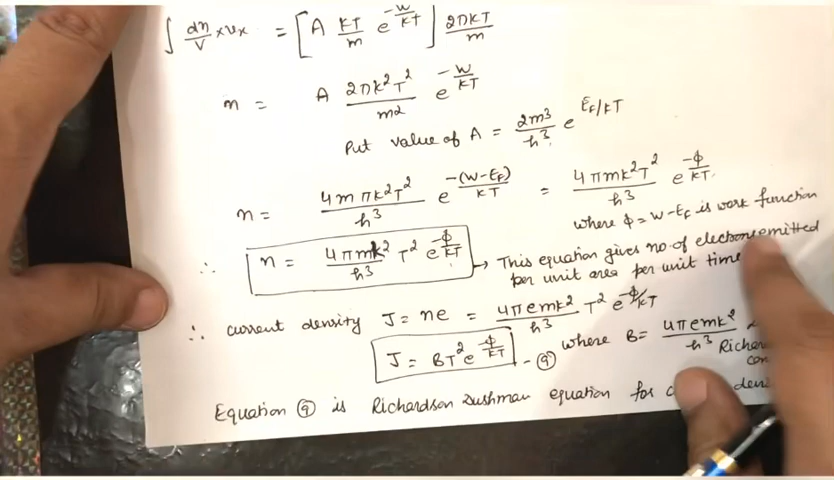 ∫ dn/V × vx = [A KT/m e^(-W/KT)] 2πKT/m
n = A 2πk²T²/m2 e^(-W/KT)
Put value of A = 2m³/h³ e^(EF/KT)
n = 4mπk²T²/h³ e^(-(W-EF)/KT) = 4πmk²T²/h³ e^(-ϕ/KT)
where ϕ = W-EF is work function
∴ n = 4πmk²/h³ T² e^(-ϕ/KT) → This equation gives no. of electrons emitted
per unit area per unit time
∴ current density J = ne = 4πemk²/h³ T² e^(-ϕ/KT)
J = BT² e^(-ϕ/KT) - ⑨ where B = 4πemk²/h³
Equation ⑨ is Richardson Dushman equation for